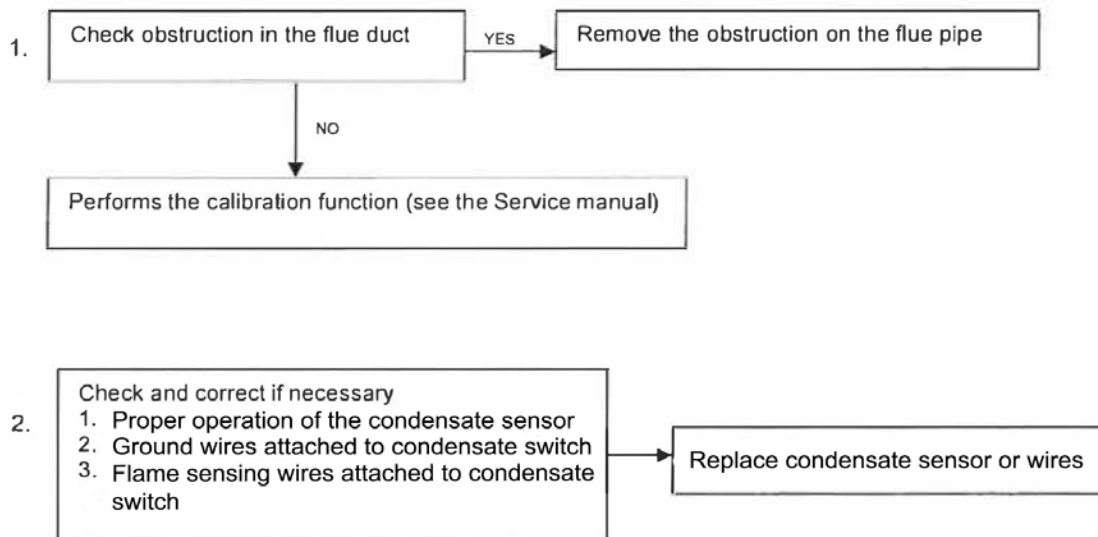 1.
Check obstruction in the flue duct
YES
Remove the obstruction on the flue pipe
NO
Performs the calibration function (see the Service manual)
2.
Check and correct if necessary
1. Proper operation of the condensate sensor
2. Ground wires attached to condensate switch
3. Flame sensing wires attached to condensate
switch
Replace condensate sensor or wires